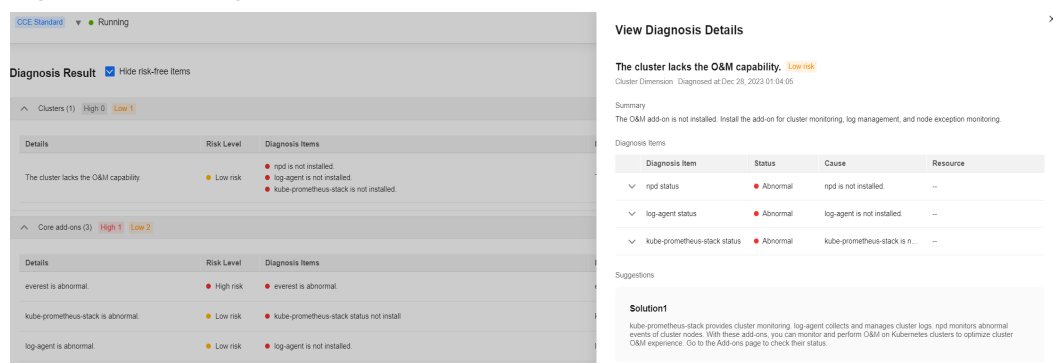 CCE Standard Running
Diagnosis Result Hide risk-free items
Clusters (1) High 0 Low 1
Details Risk Level Diagnosis Items
The cluster lacks the O&M capability. Low risk
npd is not installed.
log-agent is not installed.
kube-prometheus-stack is not installed.
Core add-ons (3) High 1 Low 2
Details Risk Level Diagnosis Items
everest is abnormal. High risk everest is abnormal.
kube-prometheus-stack is abnormal. Low risk kube-prometheus-stack status not install
log-agent is abnormal. Low risk log-agent is not installed.
View Diagnosis Details
The cluster lacks the O&M capability. Low risk
Cluster Dimension Diagnosed at:Dec 28, 2023 01:04:05
Summary
The O&M add-on is not installed. Install the add-on for cluster monitoring, log management, and node exception monitoring.
Diagnosis Items
Diagnosis Item Status Cause Resource
npd status Abnormal npd is not installed. --
log-agent status Abnormal log-agent is not installed. --
kube-prometheus-stack status Abnormal kube-prometheus-stack is n... --
Suggestions
Solution1
kube-prometheus-stack provides cluster monitoring. log-agent collects and manages cluster logs. npd monitors abnormal
events of cluster nodes. With these add-ons, you can monitor and perform O&M on Kubernetes clusters to optimize cluster
O&M experience. Go to the Add-ons page to check their status.